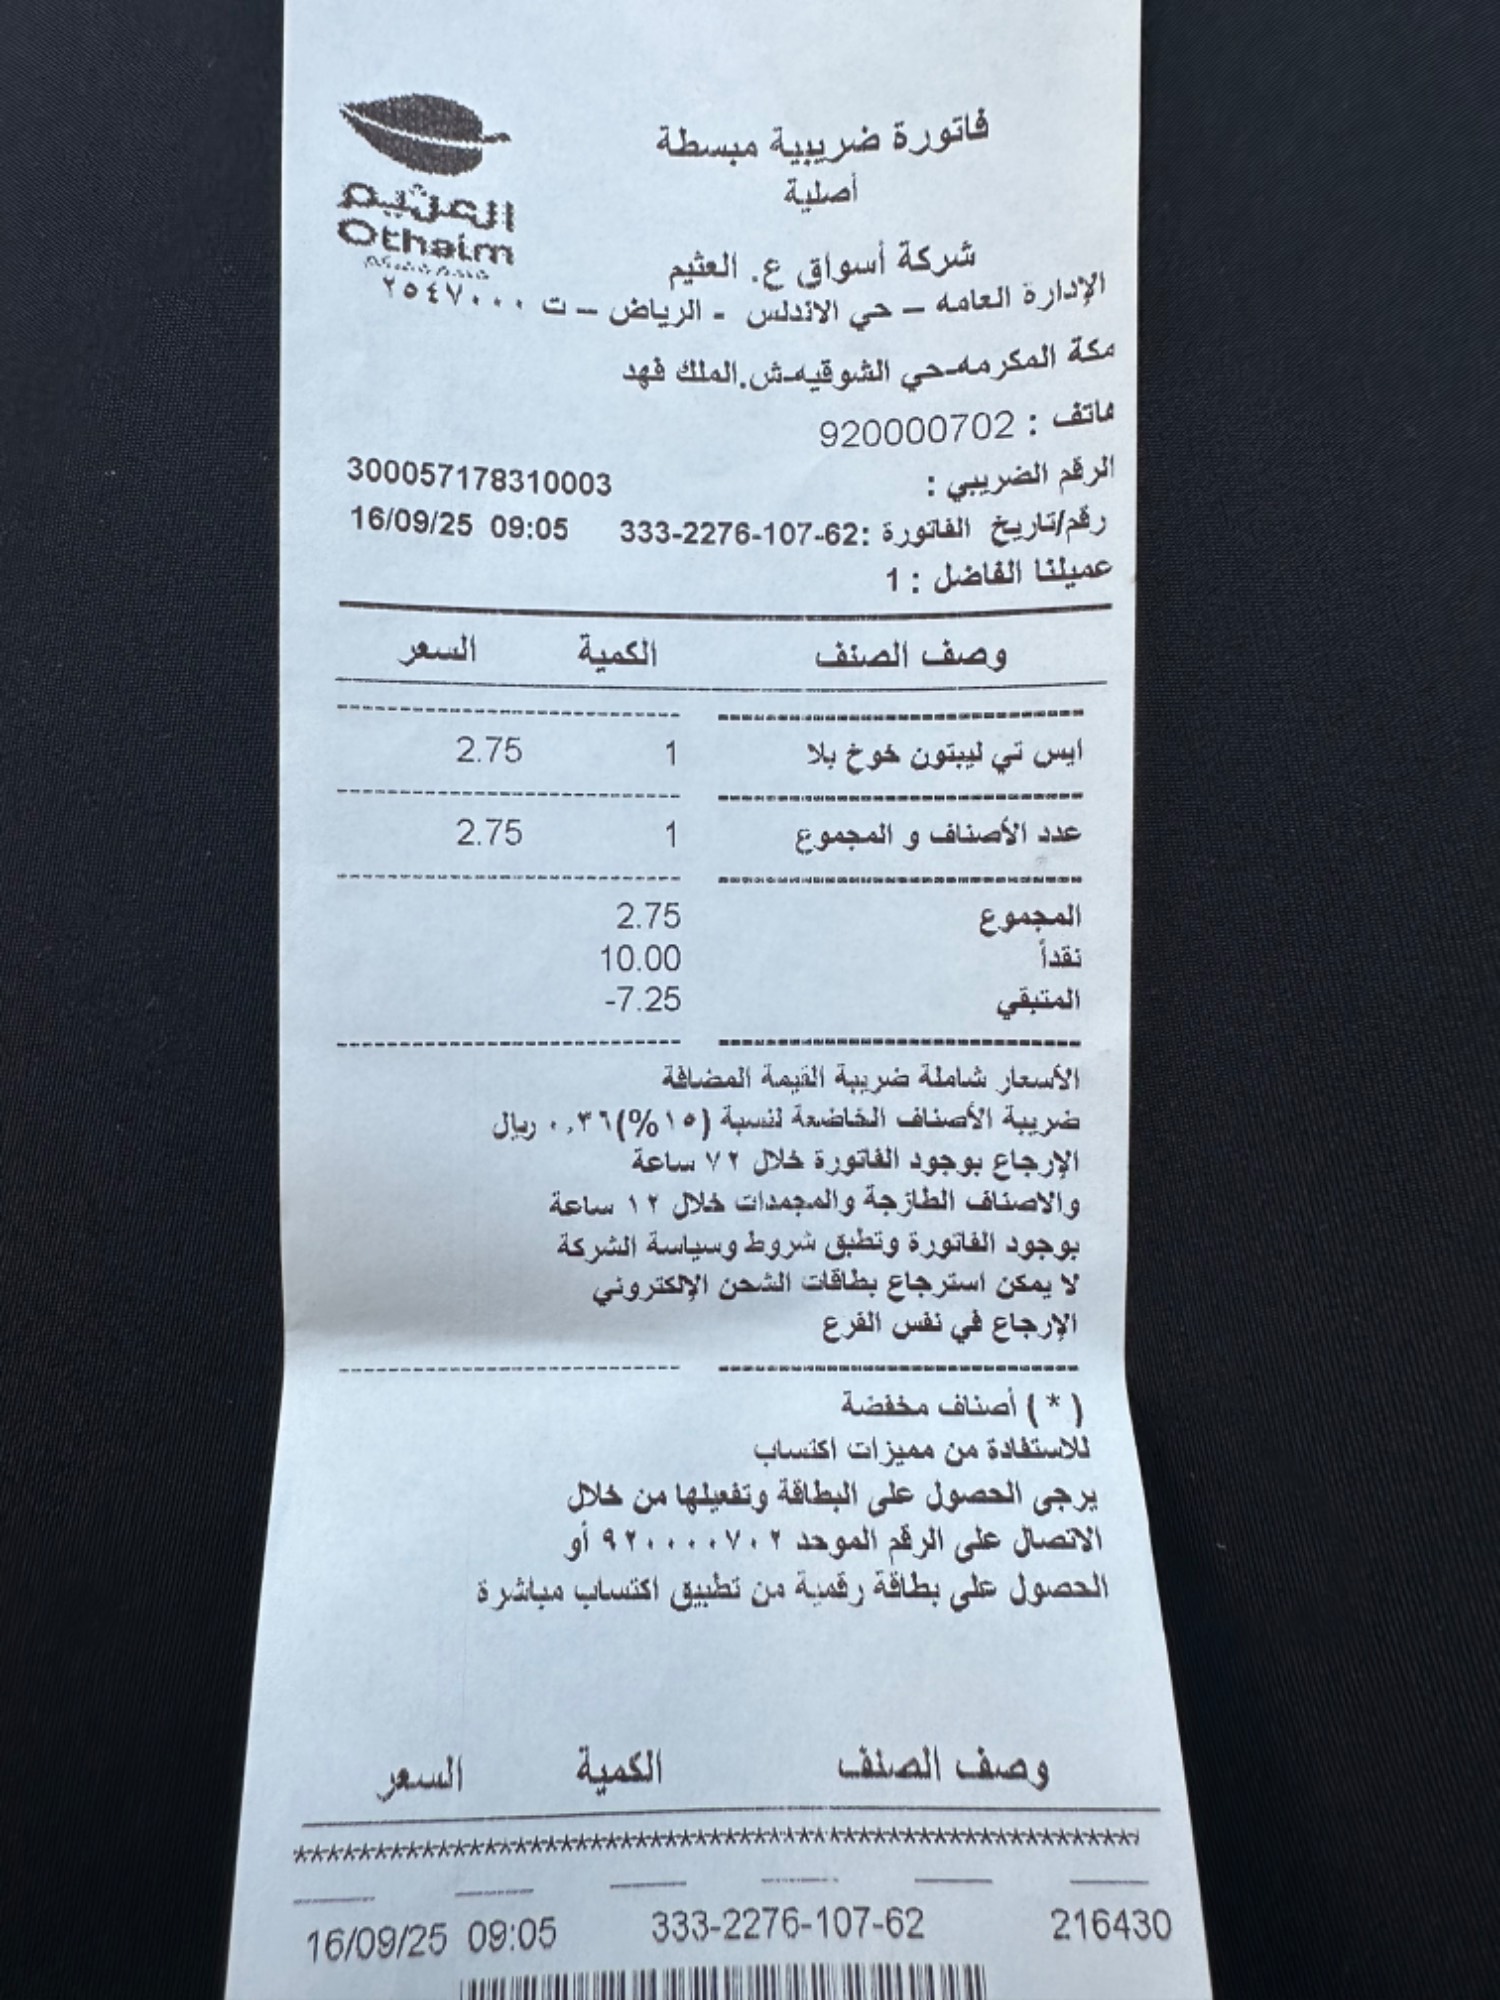 العثيم
Othaim
فاتورة ضريبية مبسطة
أصلية
شركة أسواق ع. العثيم
الإدارة العامه – حي الاندلس - الرياض – ت ٢٥٤٧٠٠٠
مكة المكرمه-حي الشوقيه-ش.الملك فهد
هاتف : 920000702
الرقم الضريبي : 300057178310003
رقم/تاريخ الفاتورة :333-2276-107-62 16/09/25 09:05
عميلنا الفاضل : 1
وصف الصنف الكمية السعر
ايس تي ليبتون خوخ بلا 1 2.75
عدد الأصناف و المجموع 1 2.75
المجموع 2.75
نقداً 10.00
المتبقي -7.25
الأسعار شاملة ضريبة القيمة المضافة
ضريبة الأصناف الخاضعة لنسبة (١٥%)٠,٣٦ ريال
الإرجاع بوجود الفاتورة خلال ٧٢ ساعة
والاصناف الطازجة والمجمدات خلال ١٢ ساعة
بوجود الفاتورة وتطبق شروط وسياسة الشركة
لا يمكن استرجاع بطاقات الشحن الإلكتروني
الإرجاع في نفس الفرع
( * ) أصناف مخفضة
للاستفادة من مميزات اكتساب
يرجى الحصول على البطاقة وتفعيلها من خلال
الاتصال على الرقم الموحد ٩٢٠٠٠٠٧٠٢ أو
الحصول على بطاقة رقمية من تطبيق اكتساب مباشرة
وصف الصنف الكمية السعر
216430 333-2276-107-62 16/09/25 09:05